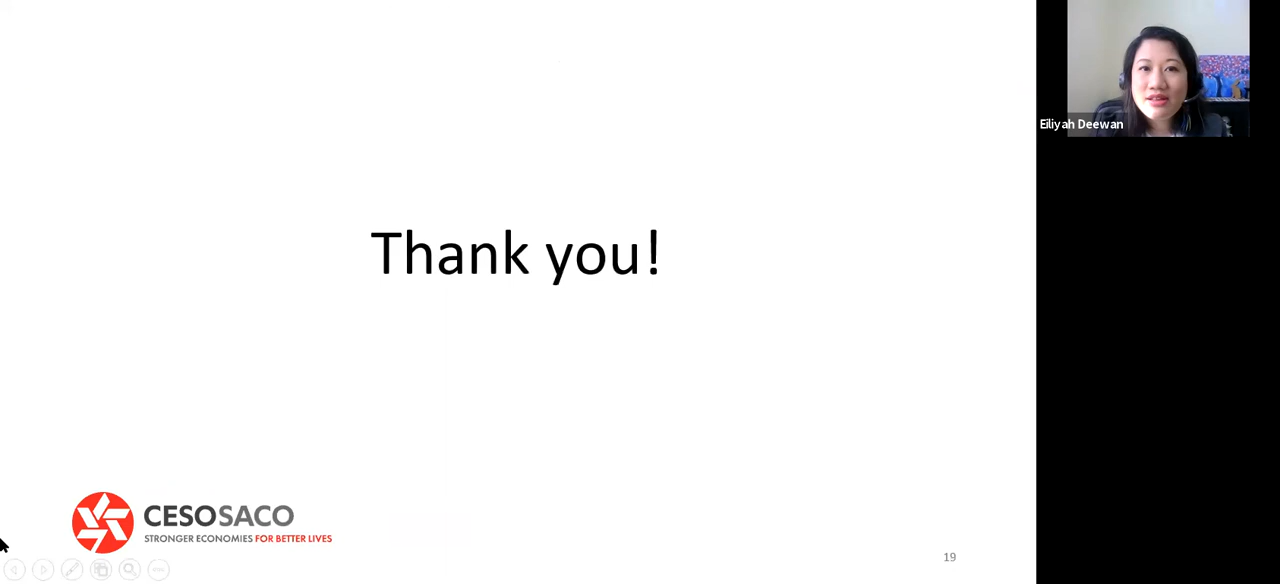 Thank you!
CESOSACO
STRONGER ECONOMIES FOR BETTER LIVES
19
Eiliyah Deewan